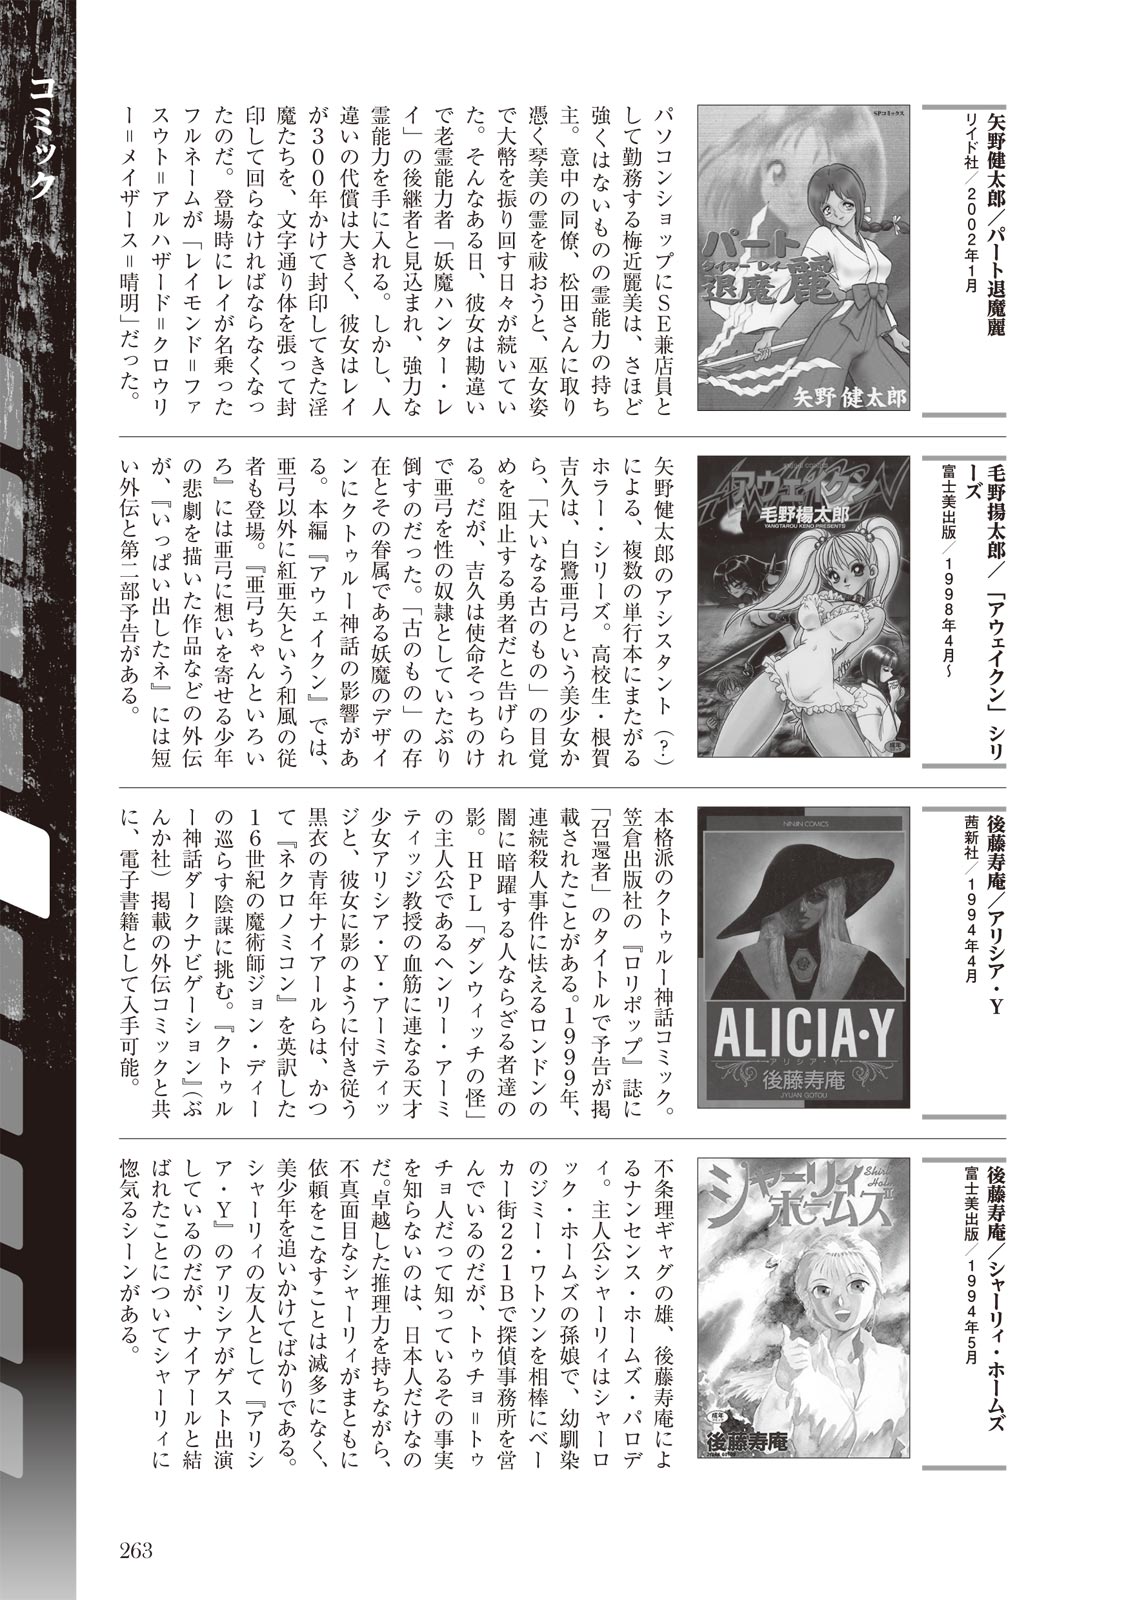 コミック
矢野健太郎／パート退魔麗
リイド社／2002年1月
SPコミックス
パート
タイマー レイ
退魔麗
矢野健太郎
パソコンショップにSE兼店員と
して勤務する梅近麗美は、さほど
強くはないものの霊能力の持ち
主。意中の同僚、松田さんに取り
憑く琴美の霊を祓おうと、巫女姿
で大幣を振り回す日々が続いてい
た。そんなある日、彼女は勘違い
で老霊能力者「妖魔ハンター・レ
イ」の後継者と見込まれ、強力な
霊能力を手に入れる。しかし、人
違いの代償は大きく、彼女はレイ
が300年かけて封印してきた淫
魔たちを、文字通り体を張って封
印して回らなければならなくなっ
たのだ。登場時にレイが名乗った
フルネームが「レイモンド＝ファ
スウト＝アルハザード＝クロウリ
ー＝メイザース＝晴明」だった。
毛野揚太郎／「アウェイクン」シリ
ーズ
富士美出版／1998年4月〜
アウェイクン
毛野楊太郎
YANGTAROU KENO PRESENTS
成年
矢野健太郎のアシスタント（？）
による、複数の単行本にまたがる
ホラー・シリーズ。高校生・根賀
吉久は、白鷺亜弓という美少女か
ら、「大いなる古のもの」の目覚
めを阻止する勇者だと告げられ
る。だが、吉久は使命そっちのけ
で亜弓を性の奴隷としていたぶり
倒すのだった。「古のもの」の存
在とその眷属である妖魔のデザイ
ンにクトゥルー神話の影響があ
る。本編『アウェイクン』では、
亜弓以外に紅亜矢という和風の従
者も登場。『亜弓ちゃんといろい
ろ』には亜弓に想いを寄せる少年
の悲劇を描いた作品などの外伝
が、『いっぱい出したネ』には短
い外伝と第二部予告がある。
後藤寿庵／アリシア・Y
茜新社／1994年4月
NINJIN COMICS
ALICIA・Y
アリシア・Y
後藤寿庵
JYUAN GOTOU
本格派のクトゥルー神話コミック。
笠倉出版社の『ロリポップ』誌に
「召還者」のタイトルで予告が掲
載されたことがある。1999年、
連続殺人事件に怯えるロンドンの
闇に暗躍する人ならざる者達の
影。HPL「ダンウィッチの怪」
の主人公であるヘンリー・アーミ
ティッジ教授の血筋に連なる天才
少女アリシア・Y・アーミティッ
ジと、彼女に影のように付き従う
黒衣の青年ナイアールらは、かつ
て『ネクロノミコン』を英訳した
16世紀の魔術師ジョン・ディー
の巡らす陰謀に挑む。『クトゥル
ー神話ダークナビゲーション』（ぶ
んか社）掲載の外伝コミックと共
に、電子書籍として入手可能。
後藤寿庵／シャーリィ・ホームズ
富士美出版／1994年5月
シャーリィ
ホームズ
II
成年
後藤寿庵
不条理ギャグの雄、後藤寿庵によ
るナンセンス・ホームズ・パロデ
ィ。主人公シャーリィはシャーロ
ック・ホームズの孫娘で、幼馴染
のジミー・ワトソンを相棒にベー
カー街221Bで探偵事務所を営
んでいるのだが、トゥチョ＝トゥ
チョ人だって知っているその事実
を知らないのは、日本人だけなの
だ。卓越した推理力を持ちながら、
不真面目なシャーリィがまともに
依頼をこなすことは滅多になく、
美少年を追いかけてばかりである。
シャーリィの友人として『アリシ
ア・Y』のアリシアがゲスト出演
しているのだが、ナイアールと結
ばれたことについてシャーリィに
惚気るシーンがある。
263